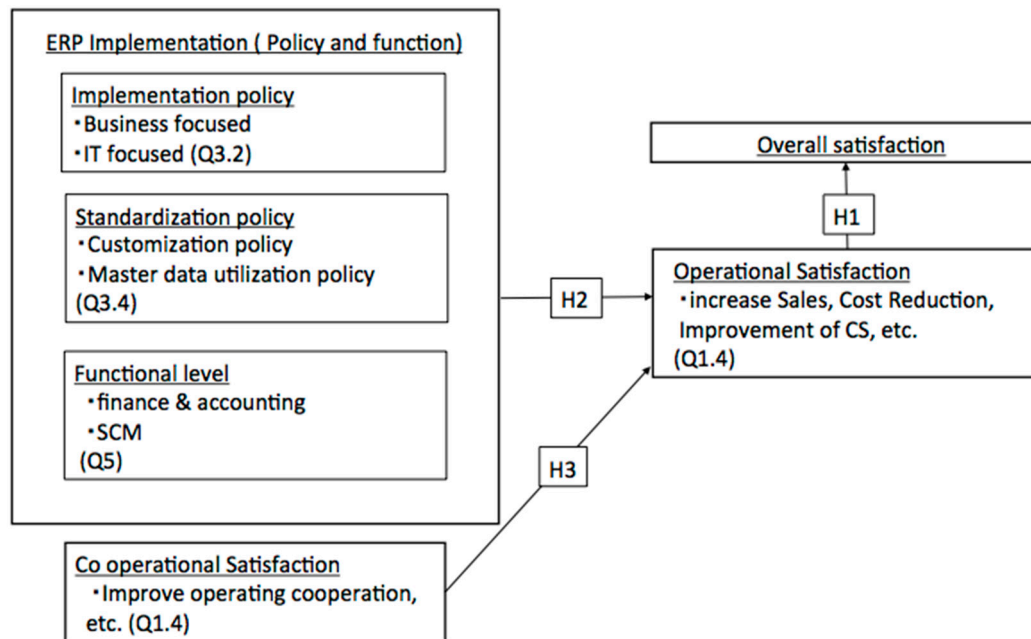 ERP Implementation ( Policy and function)
Implementation policy
・Business focused
・IT focused (Q3.2)
Standardization policy
・Customization policy
・Master data utilization policy
(Q3.4)
Functional level
・finance & accounting
・SCM
(Q5)
Co operational Satisfaction
・Improve operating cooperation,
etc. (Q1.4)
H2
H3
Overall satisfaction
H1
Operational Satisfaction
・increase Sales, Cost Reduction,
Improvement of CS, etc.
(Q1.4)